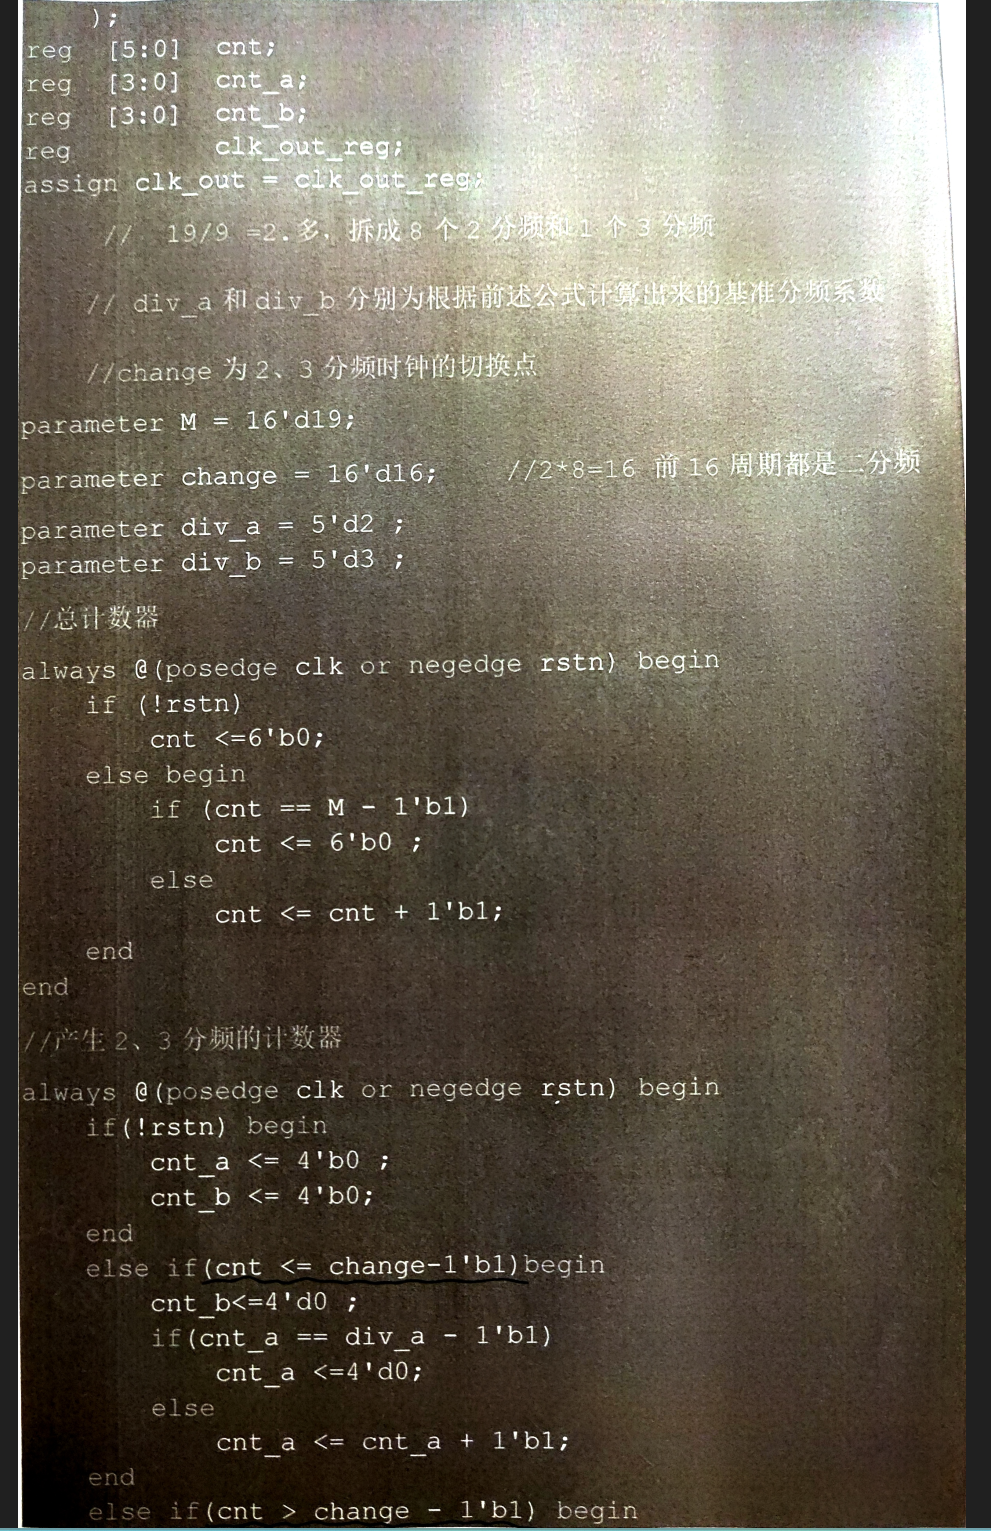 );
reg [5:0] cnt;
reg [3:0] cnt_a;
reg [3:0] cnt_b;
reg clk_out_reg;
assign clk_out = clk_out_reg;
// 19/9 =2.多，拆成 8 个 2 分频和 1 个 3 分频
// div_a 和 div_b 分别为根据前述公式计算出来的基准分频系数
//change 为 2、3 分频时钟的切换点
parameter M = 16'd19;
parameter change = 16'd16; //2*8=16 前 16 周期都是二分频
parameter div_a = 5'd2 ;
parameter div_b = 5'd3 ;
//总计数器
always @(posedge clk or negedge rstn) begin
if (!rstn)
cnt <=6'b0;
else begin
if (cnt == M - 1'b1)
cnt <= 6'b0 ;
else
cnt <= cnt + 1'b1;
end
end
//产生 2、3 分频的计数器
always @(posedge clk or negedge rstn) begin
if(!rstn) begin
cnt_a <= 4'b0 ;
cnt_b <= 4'b0;
end
else if(cnt <= change-1'b1)begin
cnt_b<=4'd0 ;
if(cnt_a == div_a - 1'b1)
cnt_a <=4'd0;
else
cnt_a <= cnt_a + 1'b1;
end
else if(cnt > change - 1'b1) begin